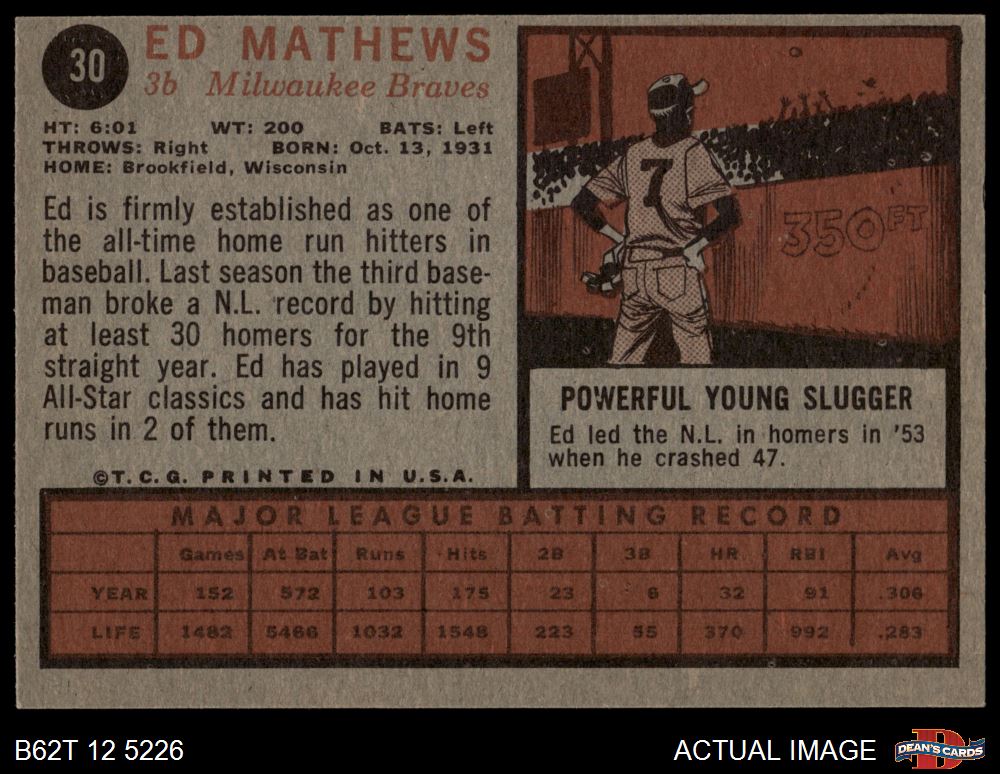 30
ED MATHEWS
3b Milwaukee Braves
HT: 6:01 WT: 200 BATS: Left
THROWS: Right BORN: Oct. 13, 1931
HOME: Brookfield, Wisconsin
Ed is firmly established as one of
the all-time home run hitters in
baseball. Last season the third base-
man broke a N.L. record by hitting
at least 30 homers for the 9th
straight year. Ed has played in 9
All-Star classics and has hit home
runs in 2 of them.
©T.C.G. PRINTED IN U.S.A.
7
350 FT
POWERFUL YOUNG SLUGGER
Ed led the N.L. in homers in '53
when he crashed 47.
MAJOR LEAGUE BATTING RECORD
Games At Bat Runs Hits 2B 3B HR RBI Avg
YEAR 152 572 103 175 23 6 32 91 .306
LIFE 1482 5466 1032 1548 223 55 370 992 .283
B62T 12 5226
ACTUAL IMAGE
D
DEAN'S CARDS